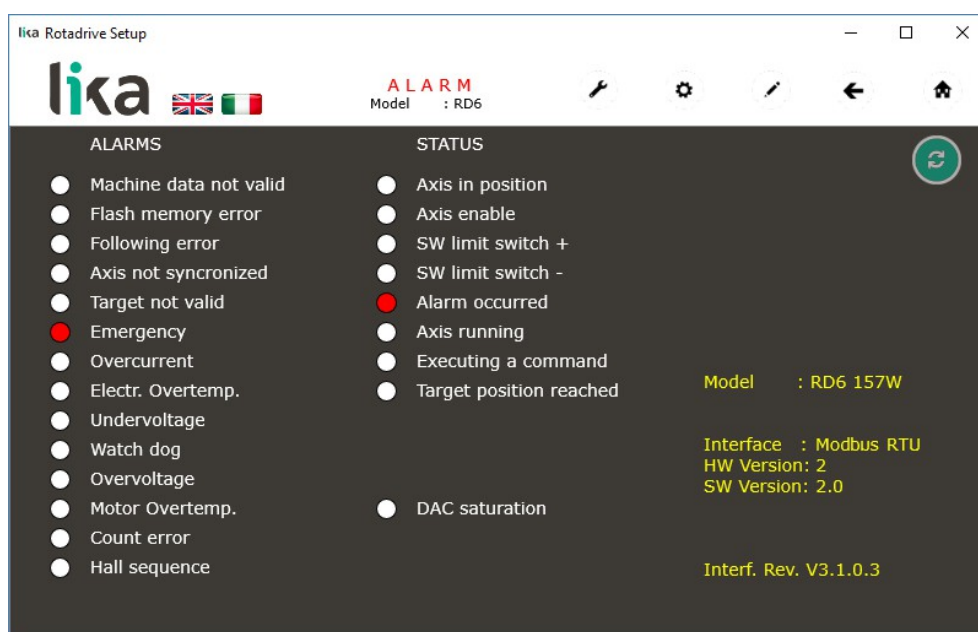 lika Rotadrive Setup
lika
ALARM
Model : RD6
ALARMS
Machine data not valid
Flash memory error
Following error
Axis not syncronized
Target not valid
Emergency
Overcurrent
Electr. Overtemp.
Undervoltage
Watch dog
Overvoltage
Motor Overtemp.
Count error
Hall sequence
STATUS
Axis in position
Axis enable
SW limit switch +
SW limit switch -
Alarm occurred
Axis running
Executing a command
Target position reached
DAC saturation
Model : RD6 157W
Interface : Modbus RTU
HW Version: 2
SW Version: 2.0
Interf. Rev. V3.1.0.3